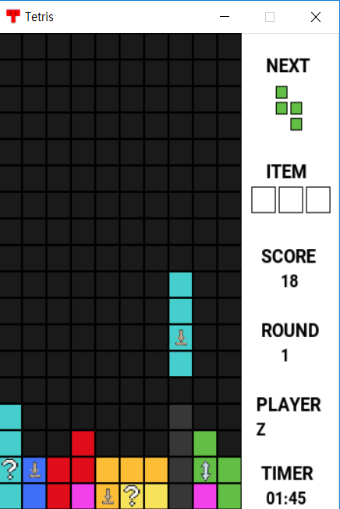 Tetris
NEXT
ITEM
SCORE
18
ROUND
1
PLAYER
Z
?
?
TIMER
01:45